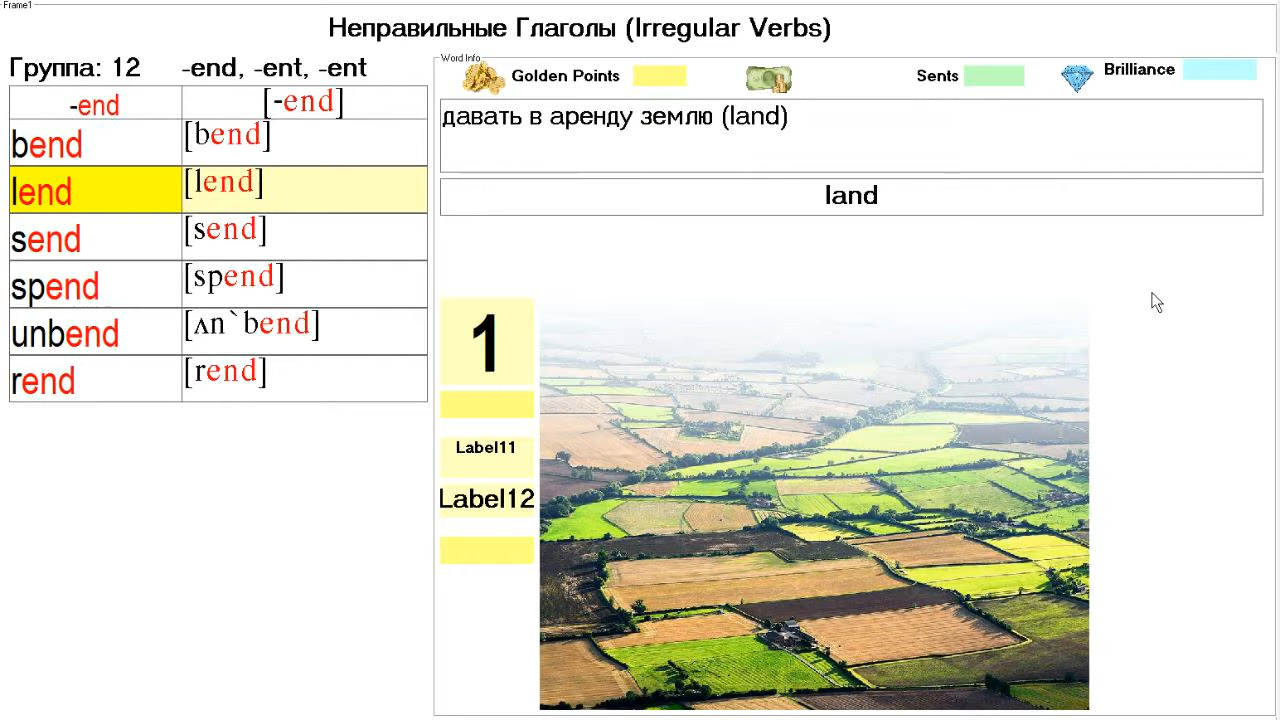 Frame1
Неправильные Глаголы (Irregular Verbs)
Группа: 12 -end, -ent, -ent
-end [-end]
bend [bend]
lend [lend]
send [send]
spend [spend]
unbend [ʌn`bend]
rend [rend]
Word Info
Golden Points
Sents
Brilliance
давать в аренду землю (land)
land
1
Label11
Label12